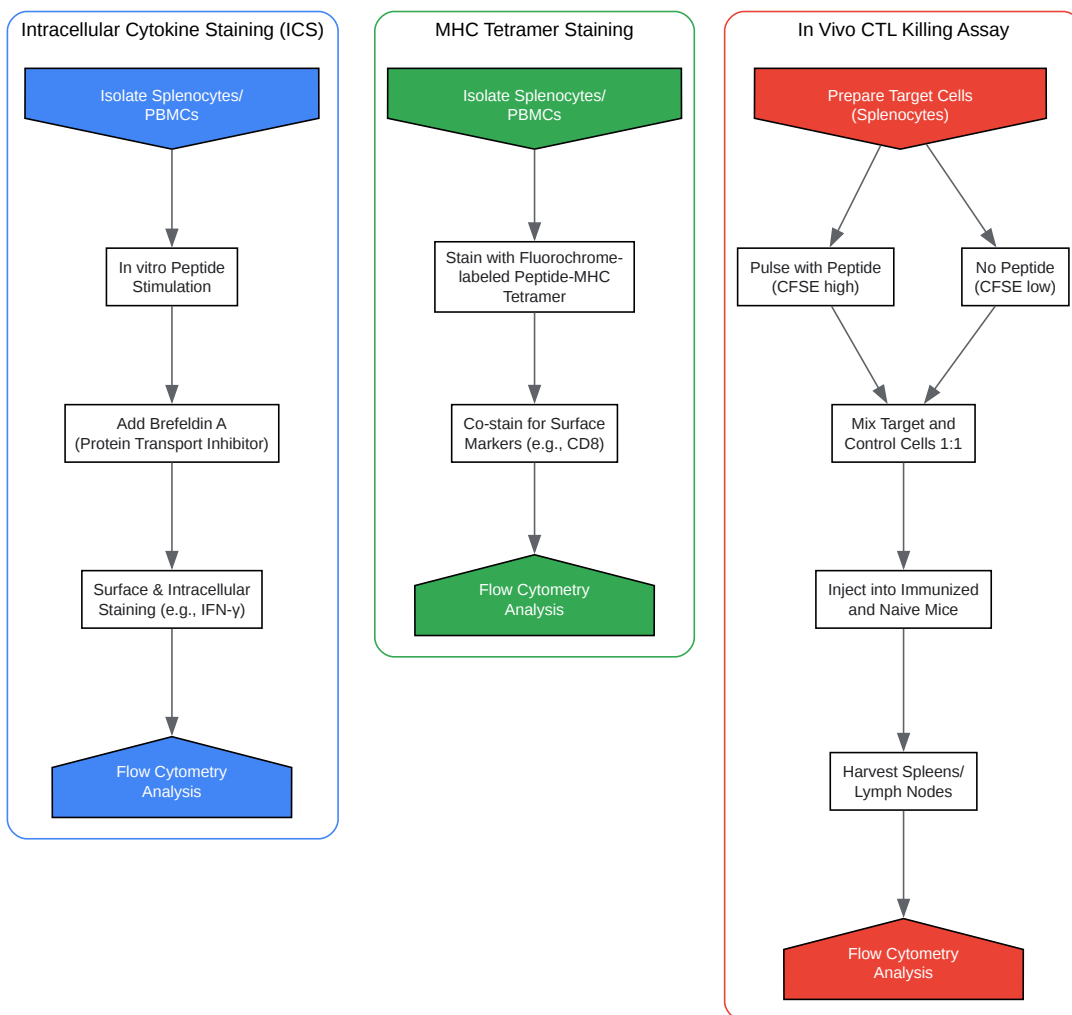 Intracellular Cytokine Staining (ICS)
Isolate Splenocytes/
PBMCs
In vitro Peptide
Stimulation
Add Brefeldin A
(Protein Transport Inhibitor)
Surface & Intracellular
Staining (e.g., IFN-γ)
Flow Cytometry
Analysis
MHC Tetramer Staining
Isolate Splenocytes/
PBMCs
Stain with Fluorochrome-
labeled Peptide-MHC
Tetramer
Co-stain for Surface
Markers (e.g., CD8)
Flow Cytometry
Analysis
In Vivo CTL Killing Assay
Prepare Target Cells
(Splenocytes)
Pulse with Peptide
(CFSE high)
No Peptide
(CFSE low)
Mix Target and
Control Cells 1:1
Inject into Immunized
and Naive Mice
Harvest Spleens/
Lymph Nodes
Flow Cytometry
Analysis